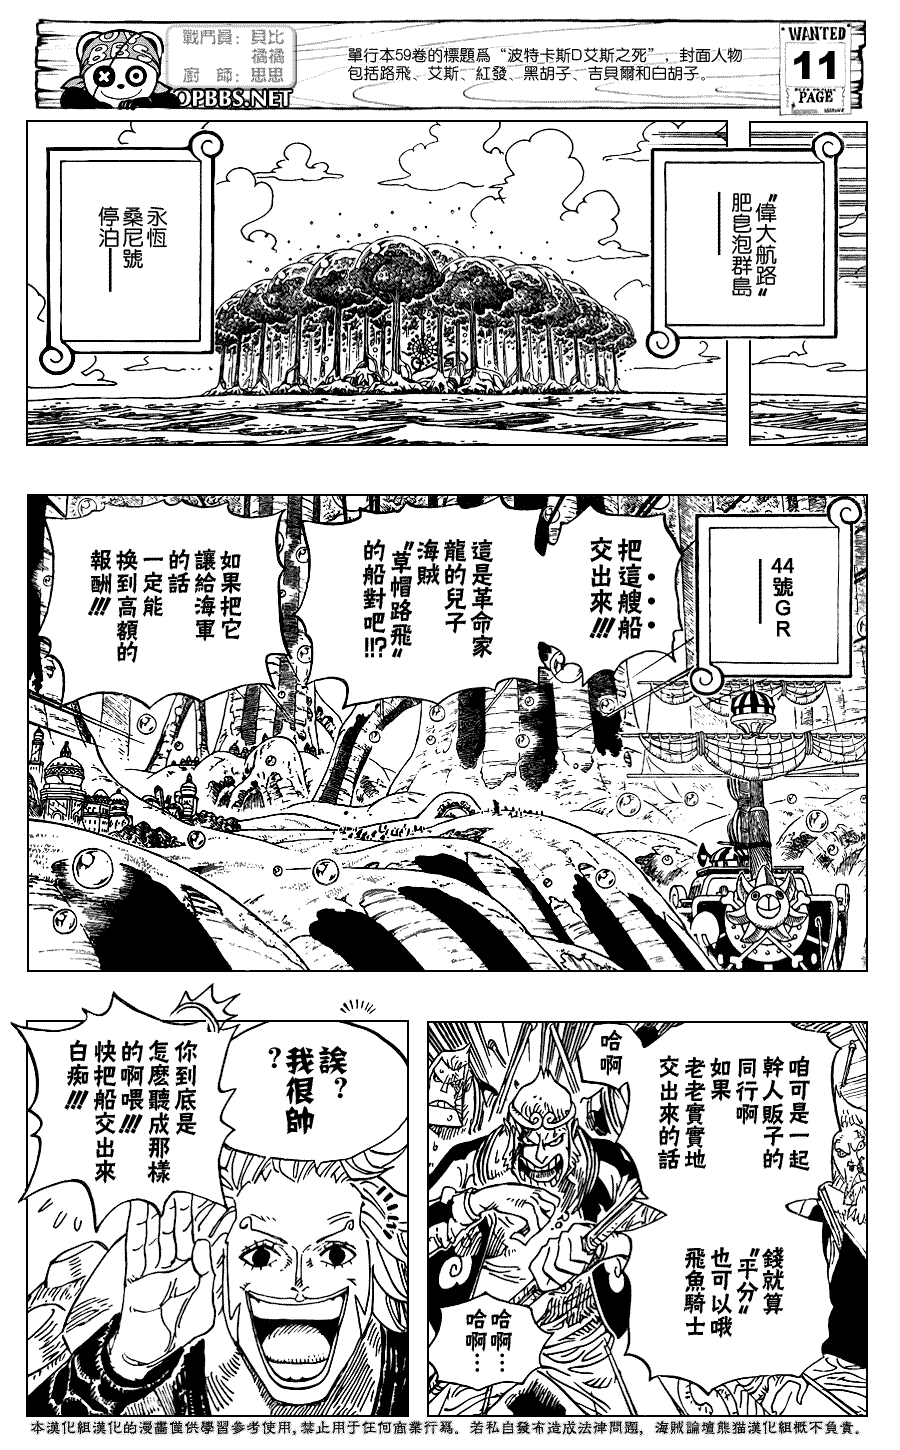 戰鬥員：貝比
橘橘
廚　師：思思
OPBBS.NET
單行本59卷的標題爲“波特卡斯D艾斯之死”，封面人物
包括路飛、艾斯、紅發、黑胡子、吉貝爾和白胡子。
WANTED
11
PAGE
“偉大航路”
肥皂泡群島——
永恆
桑尼號
停泊——
——44號GR——
把這艘船
交出來!!!
這是革命家
龍的兒子
海賊
“草帽路飛”
的船對吧!!?
如果把它
讓給海軍
的話
一定能
換到高額的
報酬!!!
咱可是一起
幹人販子的
同行啊
如果
老老實實地
交出來的話
錢就算
“平分”
也可以哦
飛魚騎士
哈啊
哈啊…
哈啊…
誒？
我很帥
？
你到底是
怎麽聽成那樣
的啊喂!!!
快把船交出來
白痴!!!
本漢化組漢化的漫畫僅供學習參考使用，禁止用于任何商業行爲。若私自發布造成法律問題，海賊論壇熊猫漢化組概不負責。